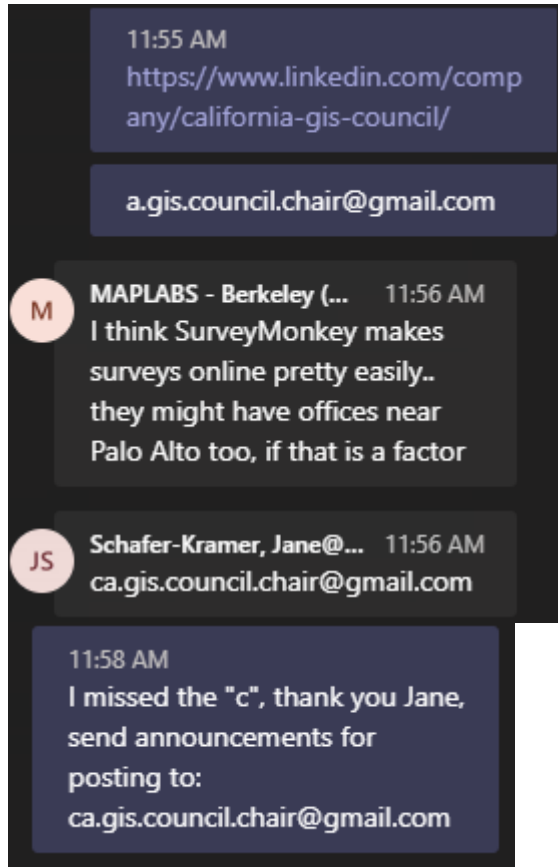 11:55 AM
https://www.linkedin.com/comp
any/california-gis-council/
a.gis.council.chair@gmail.com
M
MAPLABS - Berkeley (... 11:56 AM
I think SurveyMonkey makes
surveys online pretty easily..
they might have offices near
Palo Alto too, if that is a factor
JS
Schafer-Kramer, Jane@... 11:56 AM
ca.gis.council.chair@gmail.com
11:58 AM
I missed the "c", thank you Jane,
send announcements for
posting to:
ca.gis.council.chair@gmail.com